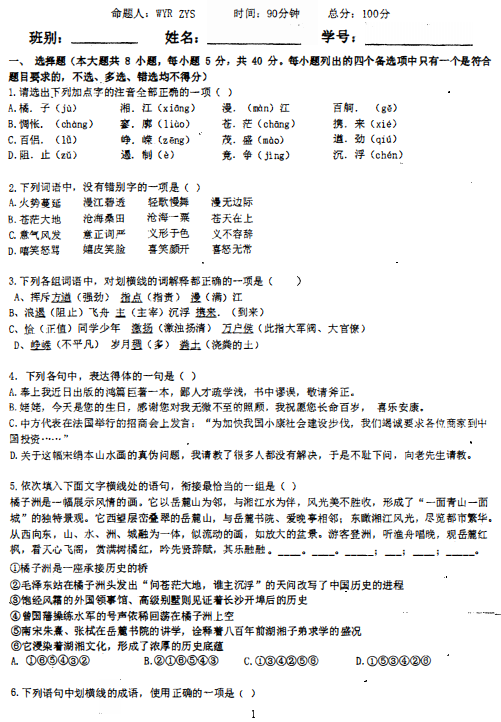 命题人：WYR ZYS 时间：90分钟 总分：100分
班别： 姓名： 学号：
一、 选择题（本大题共 8 小题，每小题 5 分，共 40 分。每小题列出的四个备选项中只有一个是符合
题目要求的，不选、多选、错选均不得分）
1.请选出下列加点字的注音全部正确的一项（ ）
A.橘．子（jú） 湘．江（xiāng） 漫．（màn）江 百舸．（gě）
B.惆怅．（chàng） 寥．廓（liào） 苍．茫（chāng） 携．来（xié）
C.百侣．（lǚ） 峥．嵘（zēng） 茂．盛（mào） 遒．劲（qiú）
D.阻．止（zǔ） 遏．制（è） 竞．争（jìng） 沉．浮（chén）
2.下列词语中，没有错别字的一项是（ ）
A.火势蔓延 漫江碧透 轻歌慢舞 漫无边际
B.苍茫大地 沧海桑田 沧海一粟 苍天在上
C.意气风发 意正词严 义形于色 义不容辞
D.嘻笑怒骂 嬉皮笑脸 喜笑颜开 喜怒无常
3.下列各组词语中，对划横线的词解释都正确的一项是（ ）
A、挥斥方遒（强劲） 指点（指责） 漫（满）江
B、浪遏（阻止）飞舟 主（主宰）沉浮 携来．（到来）
C、恰（正值）同学少年 激扬（激浊扬清） 万户侯（此指大军阀、大官僚）
D、峥嵘（不平凡） 岁月稠（多） 粪土（浇粪的土）
4．下列各句中，表达得体的一句是（ ）
A.奉上我近日出版的鸿篇巨著一本，鄙人才疏学浅，书中谬误，敬请斧正。
B.姥姥，今天是您的生日，感谢您对我无微不至的照顾，我祝愿您长命百岁， 喜乐安康。
C.中方代表在法国举行的招商会上发言：“为加快我国小康社会建设步伐，我们竭诚要求各位商家到中
国投资……”
D.关于这幅宋绢本山水画的真伪问题，我请教了很多人都没有解决，于是不耻下问，向老先生请教。
5.依次填入下面文字横线处的语句，衔接最恰当的一组是（ ）
橘子洲是一幅展示风情的画。它以岳麓山为邻，与湘江水为伴，风光美不胜收，形成了“一面青山一面
城”的独特景观。它西望层峦叠翠的岳麓山，与岳麓书院、爱晚亭相邻；东瞰湘江风光，尽览都市繁华。
从西向东，山、水、洲、城融为一体，似流动的画，如放大的盆景。游客登洲，听渔舟唱晚，观岳麓红
枫，看天心飞阁，赏满树橘红，吟先贤辞赋，其乐融融。____。____。_____；___；____；_____。
①橘子洲是一座承接历史的桥
②毛泽东站在橘子洲头发出“问苍茫大地，谁主沉浮”的天问改写了中国历史的进程
③饱经风霜的外国领事馆、高级别墅则见证着长沙开埠后的历史
④曾国藩操练水军的号声依稀回荡在橘子洲上空
⑤南宋朱熹、张栻在岳麓书院的讲学，诠释着八百年前湖湘子弟求学的盛况
⑥它浸染着湖湘文化，形成了浓厚的历史底蕴
A. ①⑥⑤④③② B.②①⑥⑤④③ C.①③④②⑤⑥ D.①⑤③④②⑥
6.下列语句中划横线的成语，使用正确的一项是（ ）
1